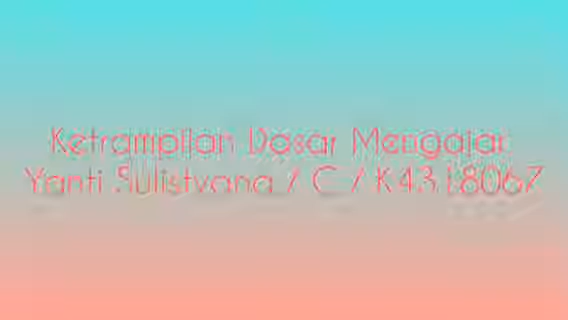 Ketrampilan Dasar Mengajar
Yanti Sulistyana / C / K4318067